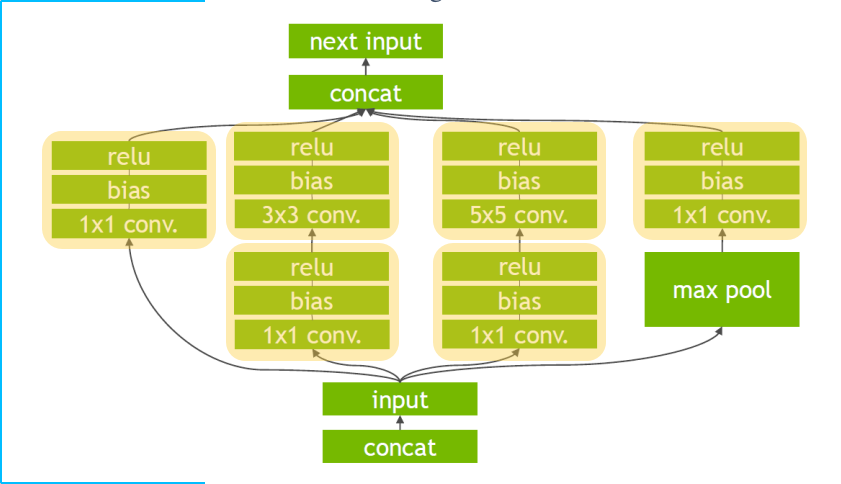 next input
concat
relu
bias
1x1 conv.
relu
bias
3x3 conv.
relu
bias
5x5 conv.
relu
bias
1x1 conv.
relu
bias
1x1 conv.
relu
bias
1x1 conv.
max pool
input
concat